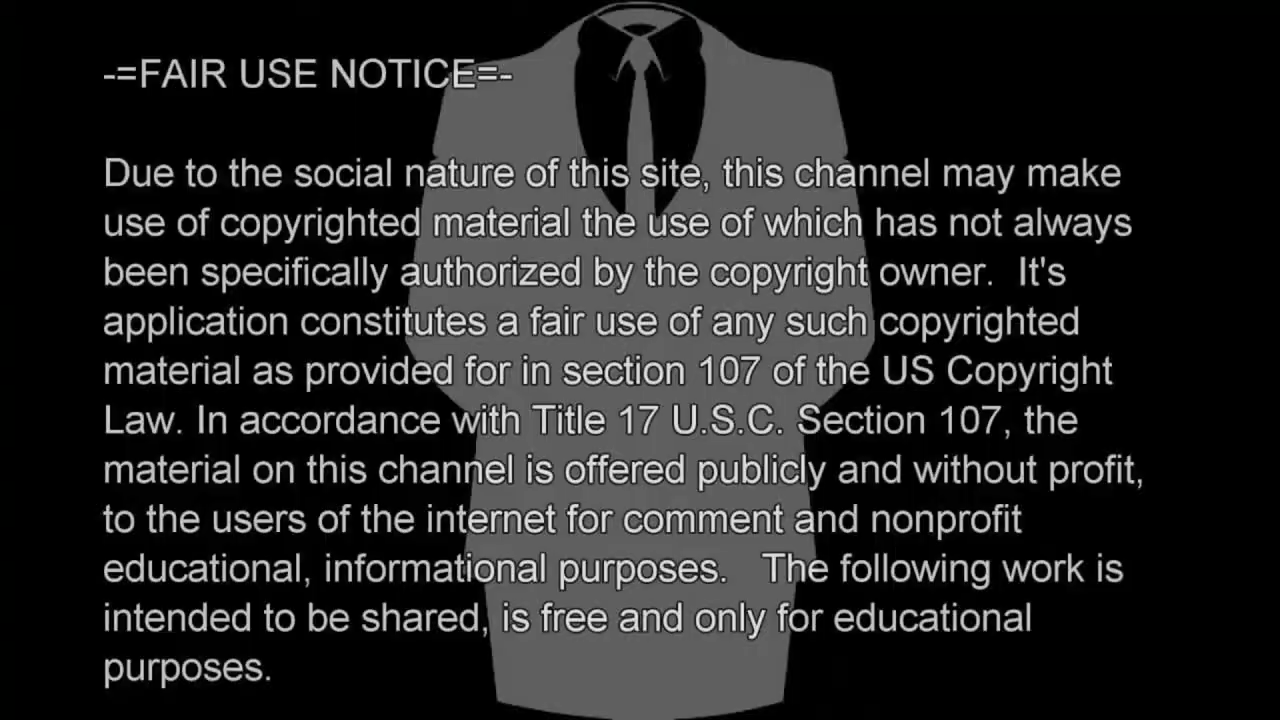 -=FAIR USE NOTICE=-
Due to the social nature of this site, this channel may make
use of copyrighted material the use of which has not always
been specifically authorized by the copyright owner.  It's
application constitutes a fair use of any such copyrighted
material as provided for in section 107 of the US Copyright
Law. In accordance with Title 17 U.S.C. Section 107, the
material on this channel is offered publicly and without profit,
to the users of the internet for comment and nonprofit
educational, informational purposes.   The following work is
intended to be shared, is free and only for educational
purposes.